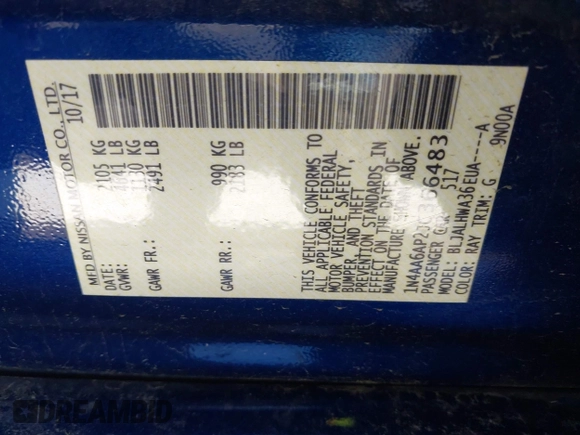 MFD BY NISSAN MOTOR CO., LTD.
10/17
GVWR: 2105 KG
LB
GAWR FR: 1130 KG
2491 LB
GAWR RR: 990 KG
2183 LB
THIS VEHICLE CONFORMS TO
ALL APPLICABLE FEDERAL
MOTOR VEHICLE SAFETY,
BUMPER, AND THEFT
PREVENTION STANDARDS IN
EFFECT ON THE DATE OF
MANUFACTURE SHOWN ABOVE.
PASSENGER CAR 517
MODEL: BLJALHWA36EUA----A
COLOR: RAY TRIM: G 9N00A
DREAMBID